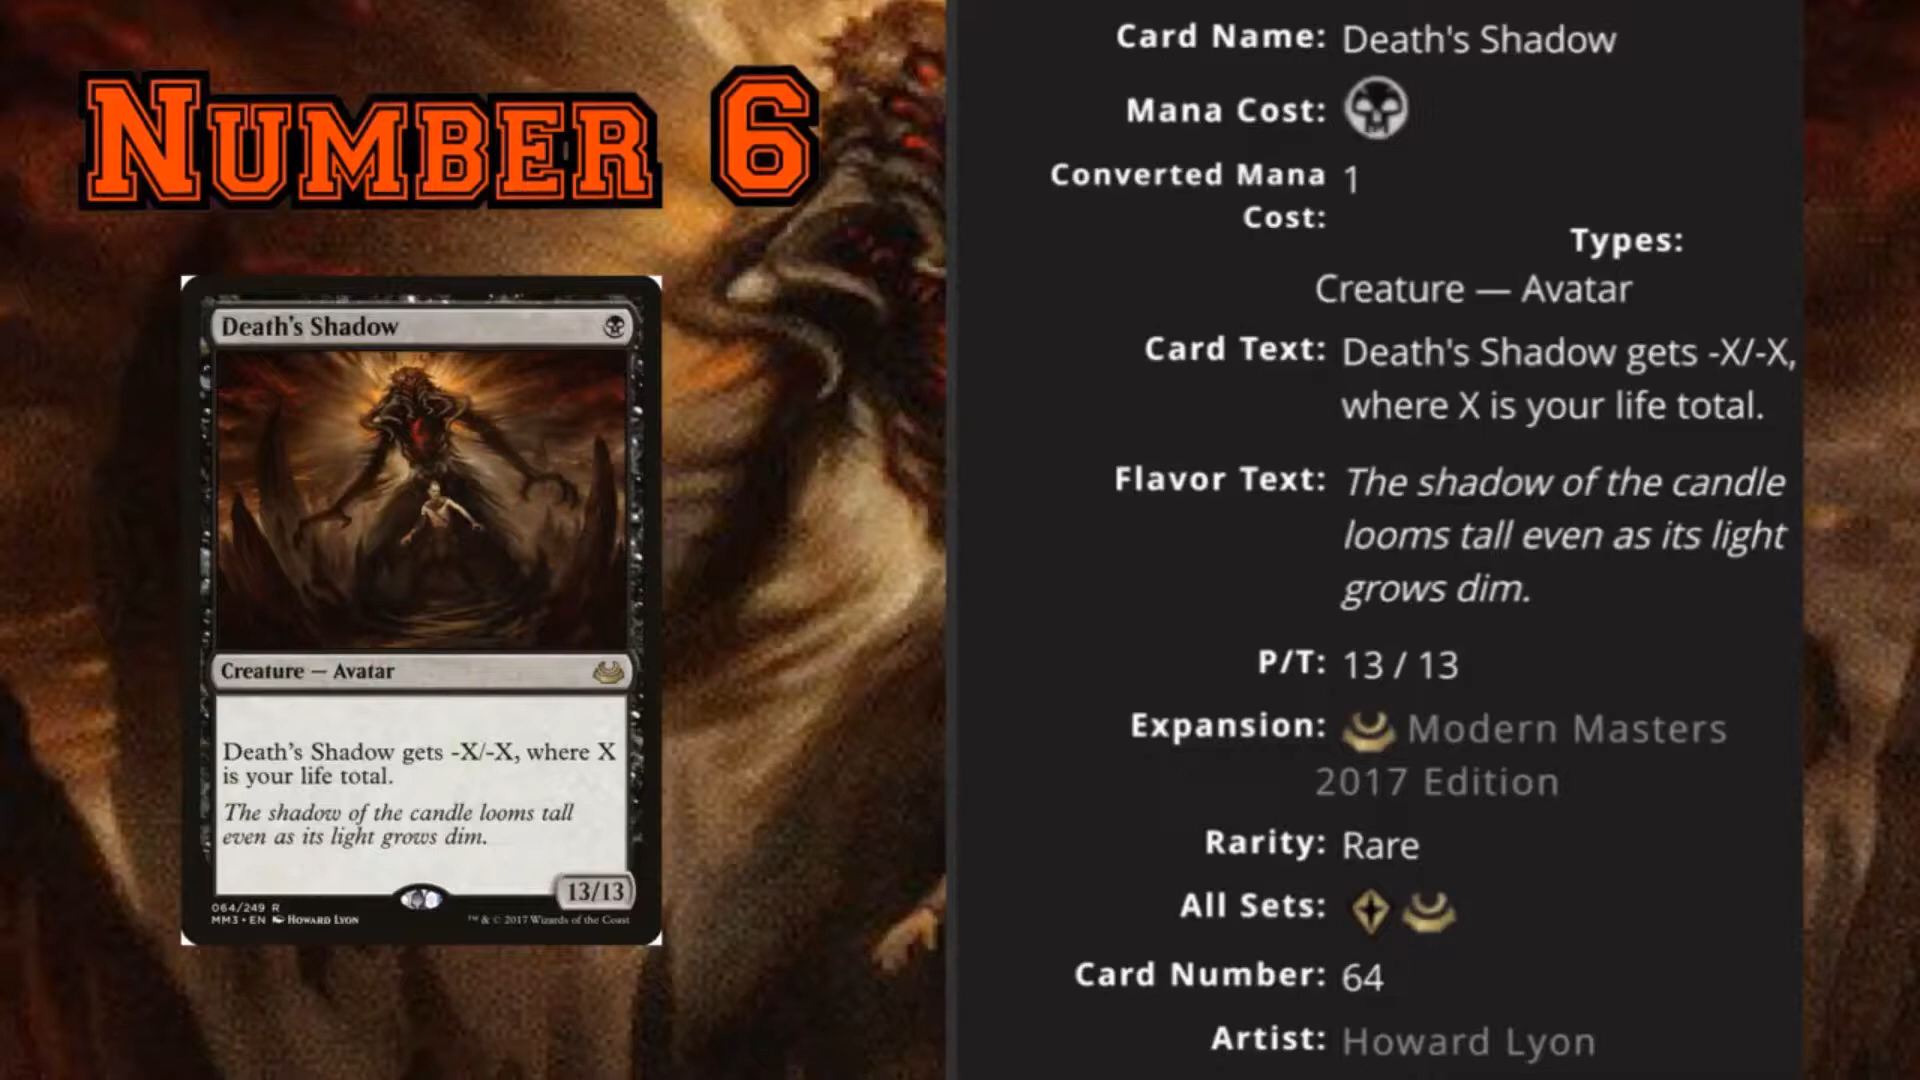 NUMBER 6
Death's Shadow
Creature — Avatar
Death's Shadow gets -X/-X, where X
is your life total.
The shadow of the candle looms tall
even as its light grows dim.
13/13
064/249 R
MM3 • EN Howard Lyon
™ & © 2017 Wizards of the Coast
Card Name: Death's Shadow
Mana Cost:
Converted Mana 1
Cost:
Types:
Creature — Avatar
Card Text: Death's Shadow gets -X/-X,
where X is your life total.
Flavor Text: The shadow of the candle
looms tall even as its light
grows dim.
P/T: 13 / 13
Expansion: Modern Masters
2017 Edition
Rarity: Rare
All Sets:
Card Number: 64
Artist: Howard Lyon